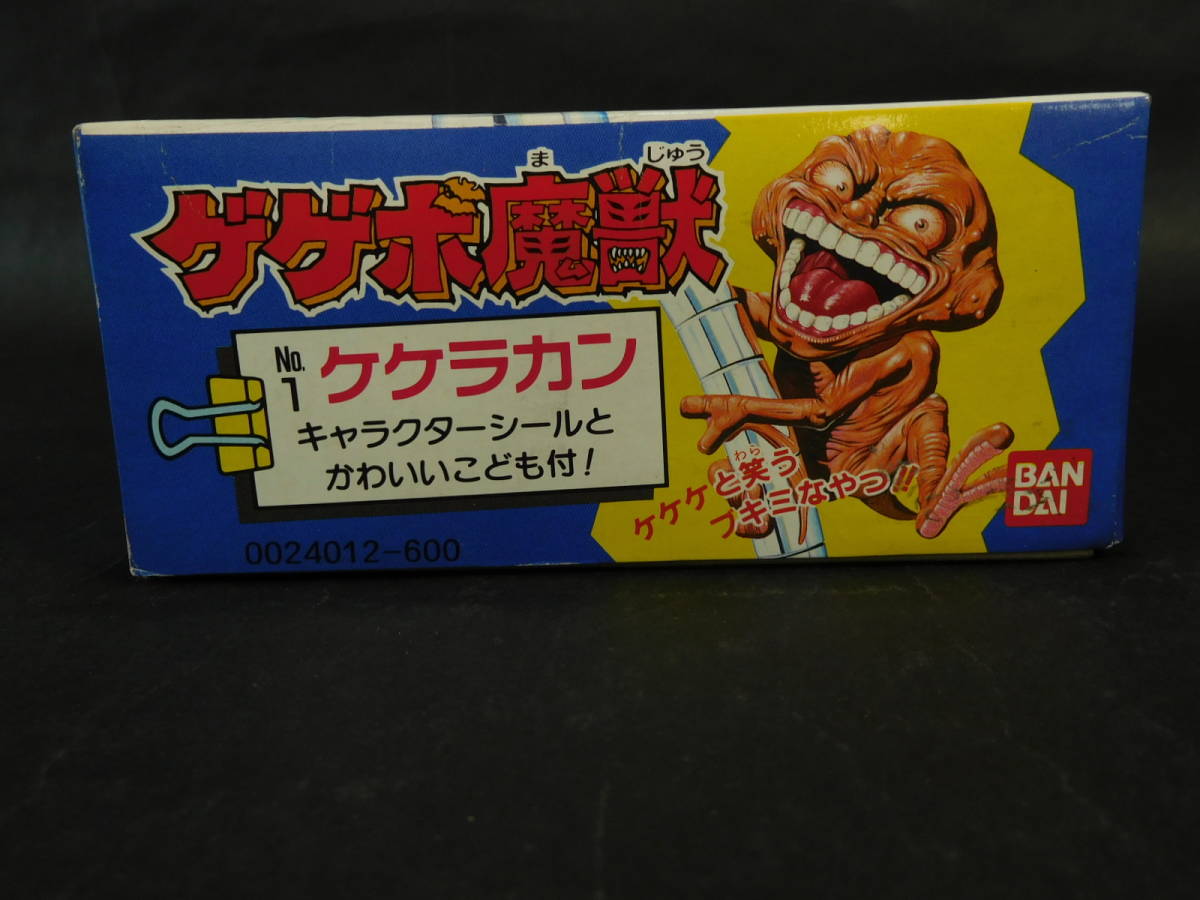 ゲゲボ魔獣
ま じゅう
No.1 ケケラカン
キャラクターシールと
かわいいこども付!
ケケケと笑う
わら
ブキミなやつ!!
BAN
DAI
0024012-600